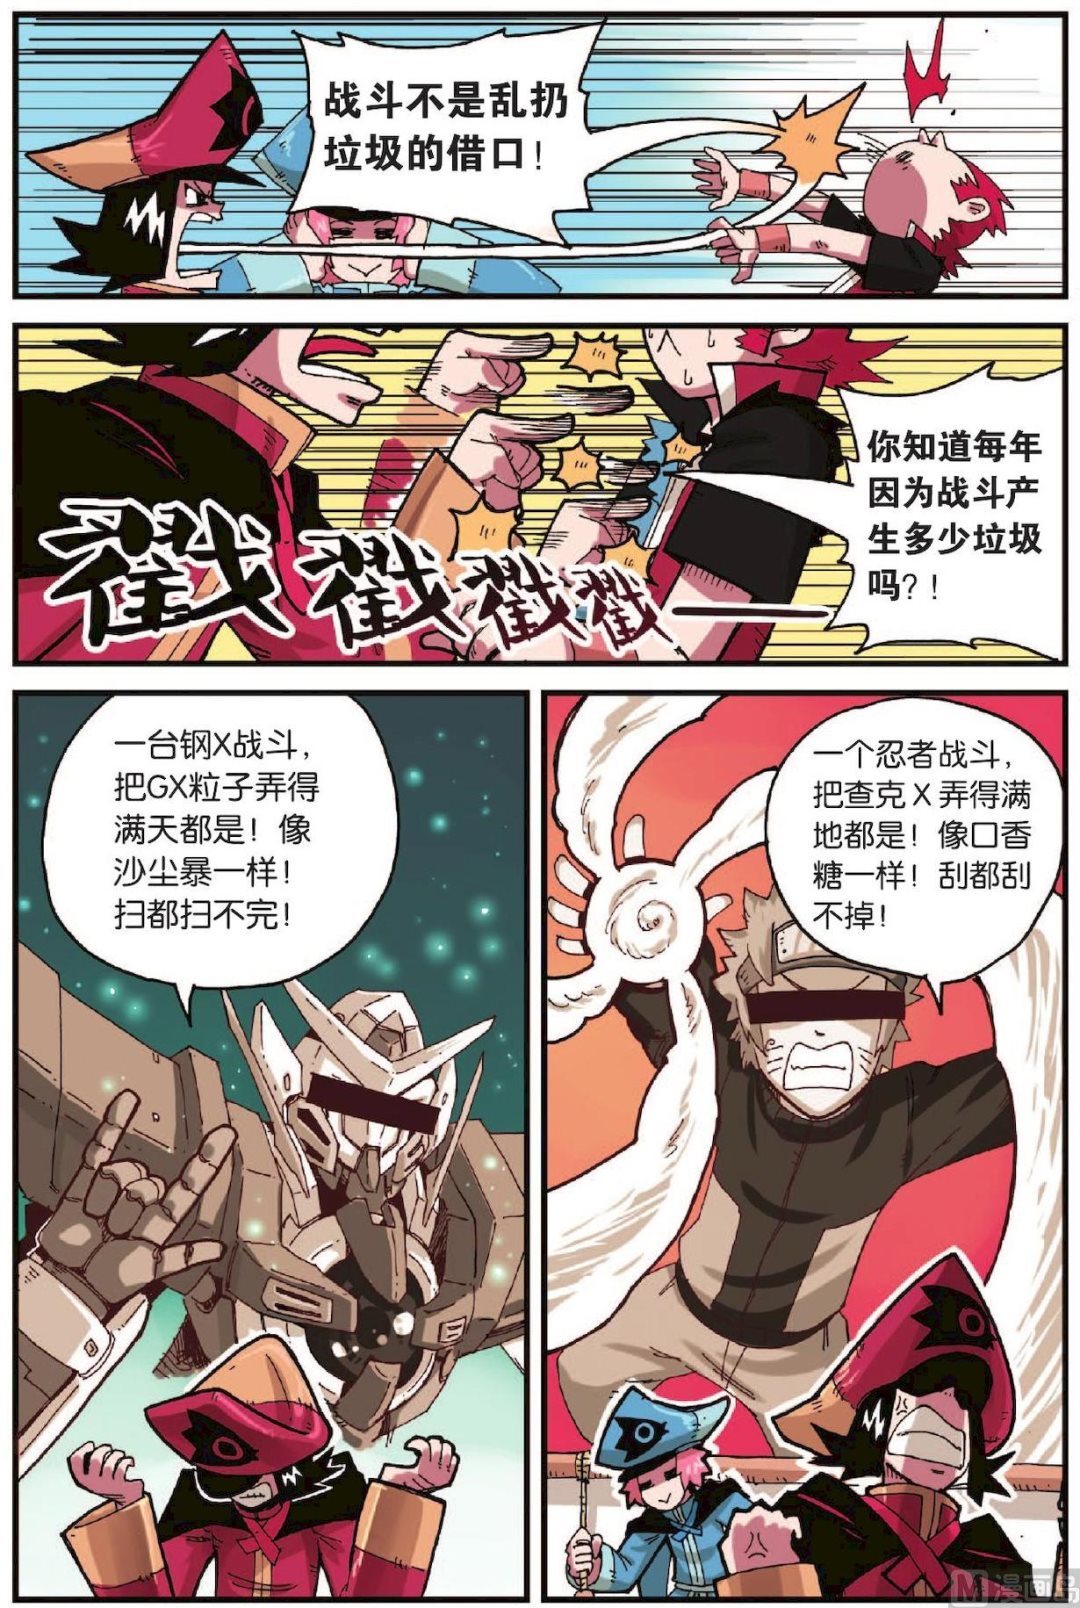 战斗不是乱扔
垃圾的借口！
你知道每年
因为战斗产
生多少垃圾
吗？！
戳戳戳戳——
一台钢X战斗，
把GX粒子弄得
满天都是！像
沙尘暴一样！
扫都扫不完！
一个忍者战斗，
把查克X弄得满
地都是！像口香
糖一样！刮都刮
不掉！
漫画岛